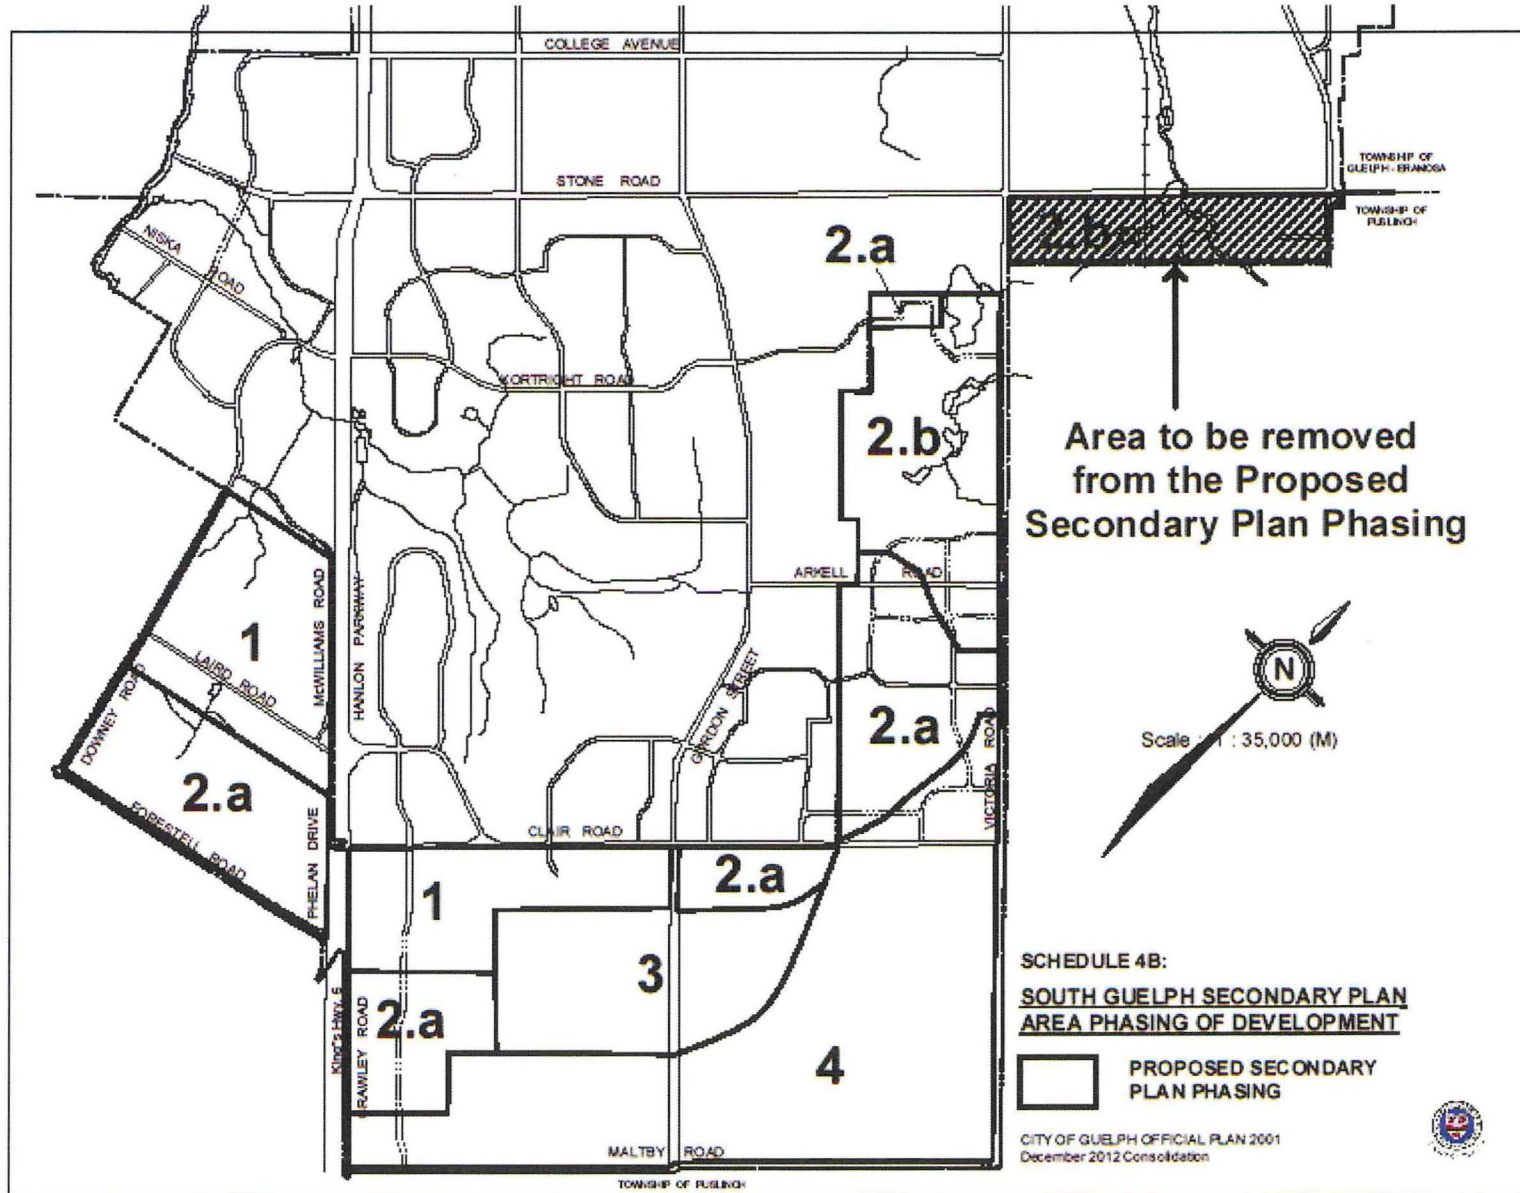 COLLEGE AVENUE
TOWNSHIP OF
GUELPH - ERAMOSA
STONE ROAD
TOWNSHIP OF
PUSLINCH
NISKA ROAD
2.a
2.b
KORTRIGHT ROAD
2.b
Area to be removed
from the Proposed
Secondary Plan Phasing
ARKELL ROAD
McWILLIAMS ROAD
HANLON PARKWAY
1
LAIRD ROAD
DOWNEY ROAD
GORDON STREET
2.a
VICTORIA ROAD
N
Scale 1 : 35,000 (M)
2.a
FORESTELL ROAD
PHELAN DRIVE
CLAIR ROAD
2.a
1
3
2.a
King's Hwy. 6
CRAWLEY ROAD
4
MALTBY ROAD
TOWNSHIP OF PUSLINCH
SCHEDULE 4B:
SOUTH GUELPH SECONDARY PLAN
AREA PHASING OF DEVELOPMENT
PROPOSED SECONDARY
PLAN PHASING
CITY OF GUELPH OFFICIAL PLAN 2001
December 2012 Consolidation